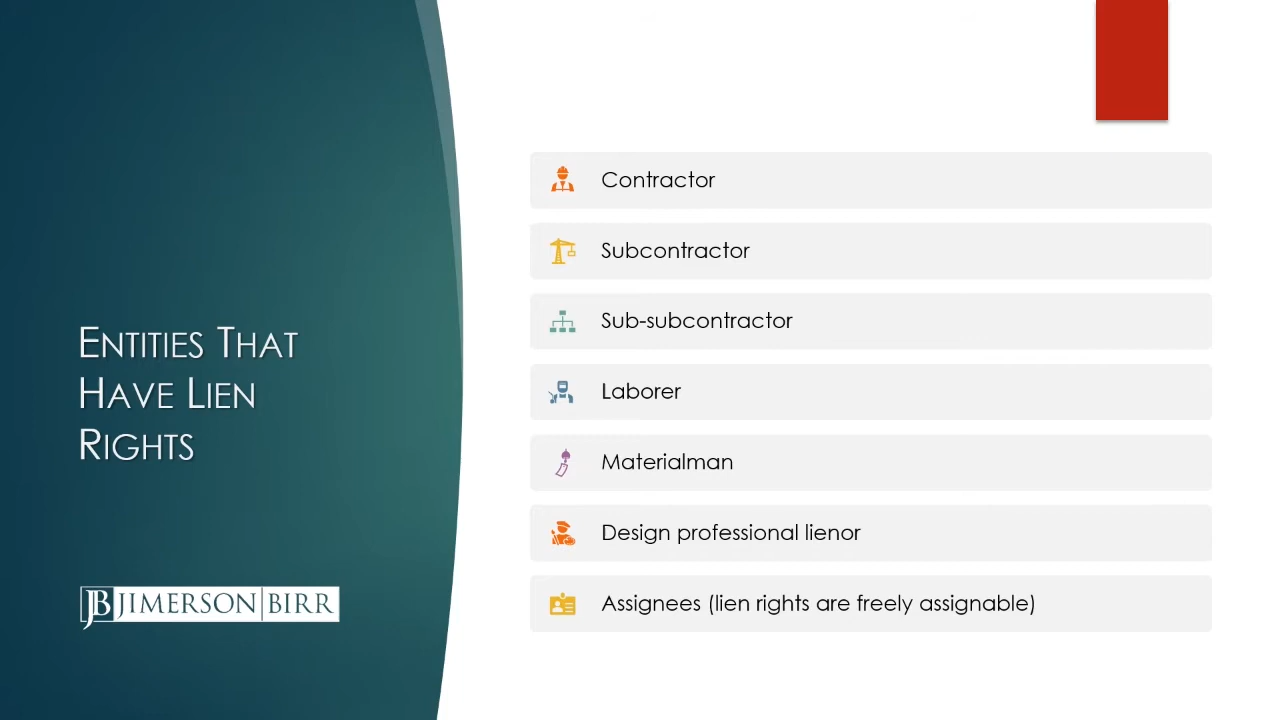 Entities That
Have Lien
Rights
JB JIMERSON BIRR
Contractor
Subcontractor
Sub-subcontractor
Laborer
Materialman
Design professional lienor
Assignees (lien rights are freely assignable)